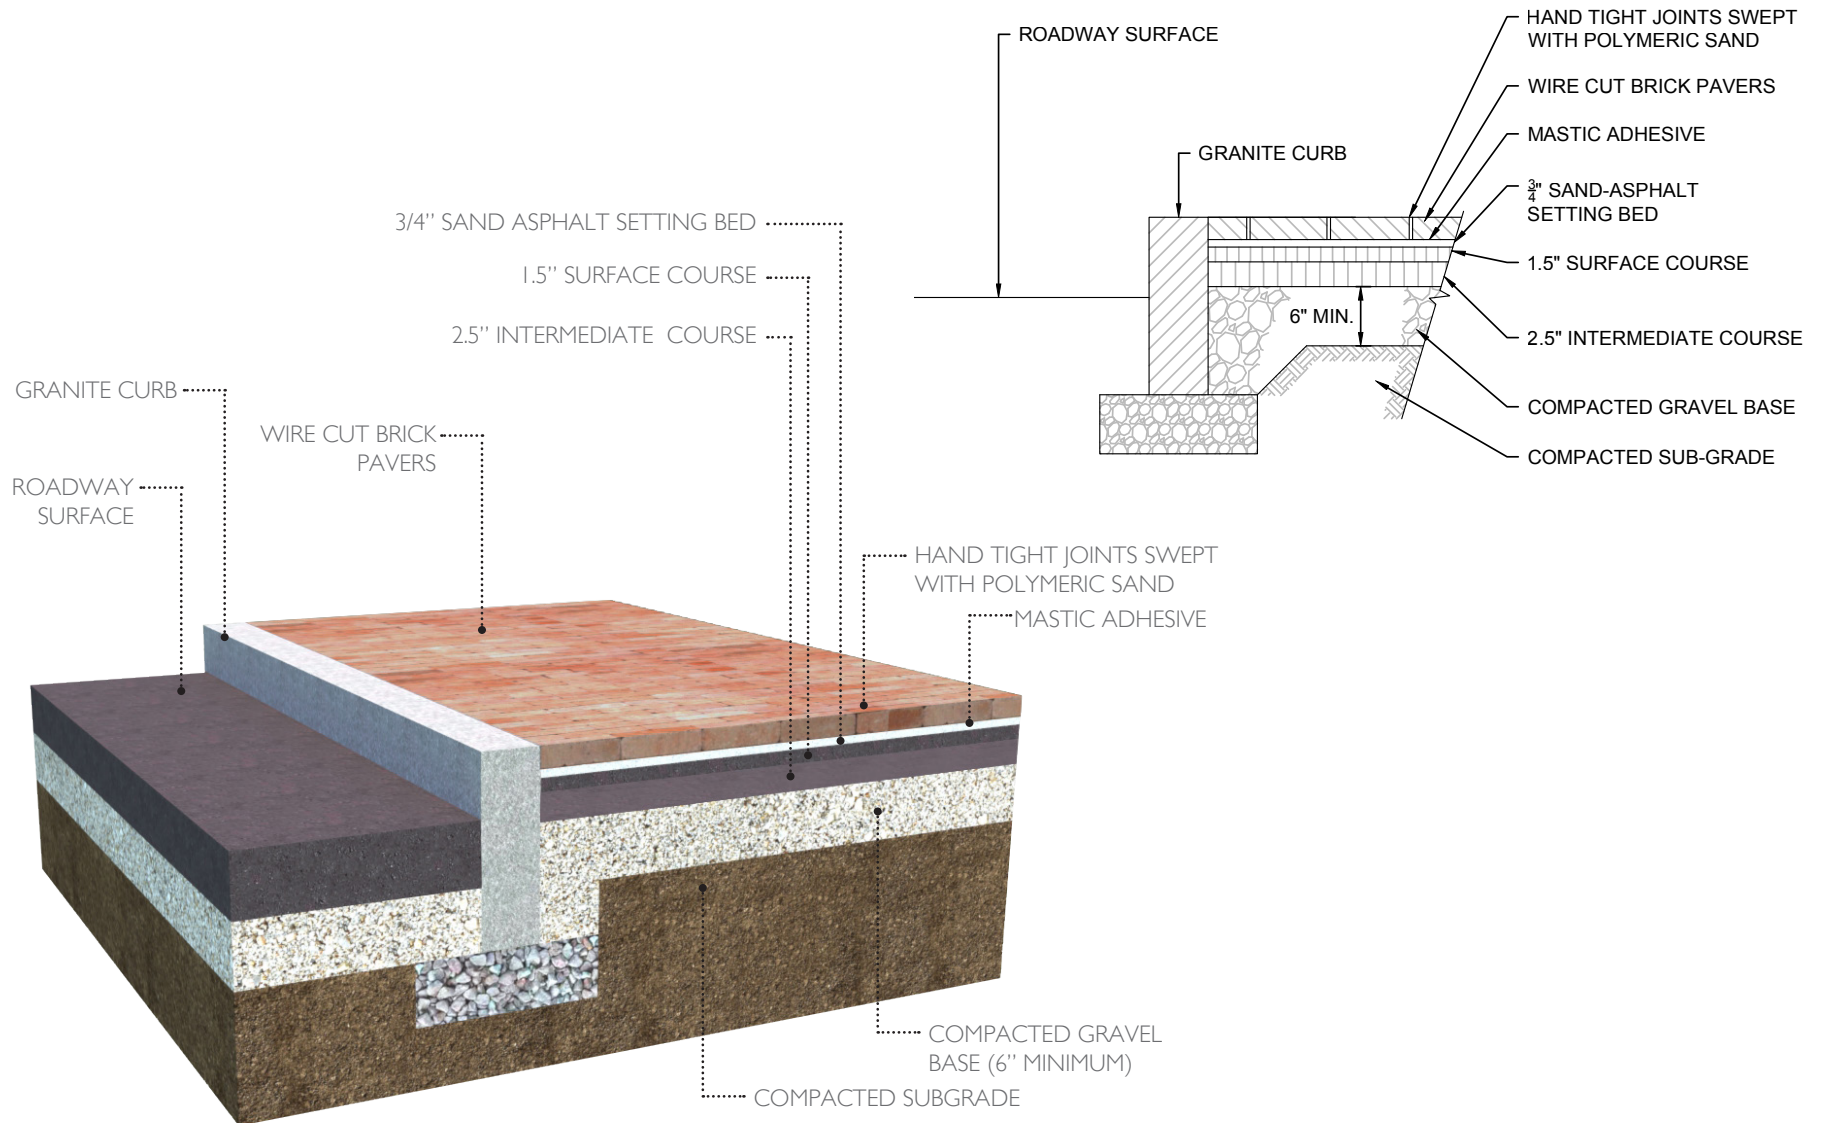 ROADWAY SURFACE
HAND TIGHT JOINTS SWEPT
WITH POLYMERIC SAND
WIRE CUT BRICK PAVERS
MASTIC ADHESIVE
GRANITE CURB
3/4" SAND-ASPHALT
SETTING BED
1.5" SURFACE COURSE
6" MIN.
2.5" INTERMEDIATE COURSE
COMPACTED GRAVEL BASE
COMPACTED SUB-GRADE
3/4'' SAND ASPHALT SETTING BED
1.5'' SURFACE COURSE
2.5'' INTERMEDIATE COURSE
GRANITE CURB
WIRE CUT BRICK
PAVERS
ROADWAY
SURFACE
HAND TIGHT JOINTS SWEPT
WITH POLYMERIC SAND
MASTIC ADHESIVE
COMPACTED GRAVEL
BASE (6'' MINIMUM)
COMPACTED SUBGRADE